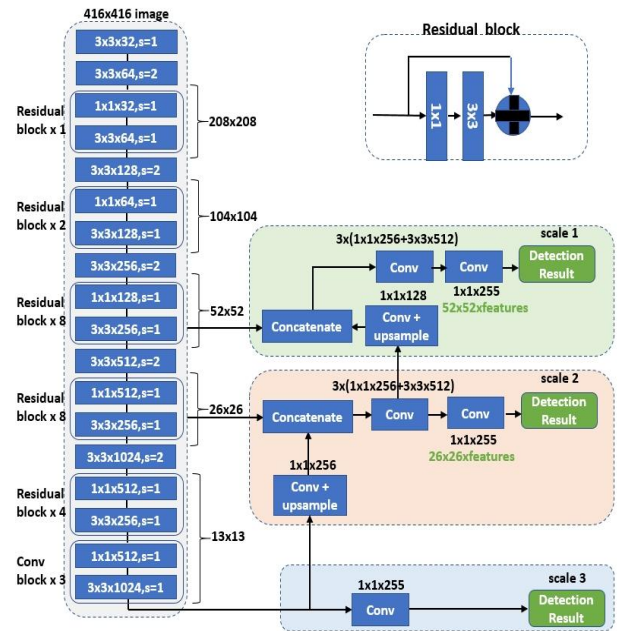 416x416 image
3x3x32,s=1
3x3x64,s=2
Residual block x 1
1x1x32,s=1
3x3x64,s=1
208x208
3x3x128,s=2
Residual block x 2
1x1x64,s=1
3x3x128,s=1
104x104
3x3x256,s=2
Residual block x 8
1x1x128,s=1
3x3x256,s=1
52x52
3x3x512,s=2
Residual block x 8
1x1x512,s=1
3x3x256,s=1
26x26
3x3x1024,s=2
Residual block x 4
1x1x512,s=1
3x3x256,s=1
13x13
Conv block x 3
1x1x512,s=1
3x3x1024,s=1
Residual block
1x1
3x3
scale 1
3x(1x1x256+3x3x512)
Conv
Conv
Detection Result
1x1x255
52x52xfeatures
1x1x128
Concatenate
Conv + upsample
scale 2
3x(1x1x256+3x3x512)
Concatenate
Conv
Conv
Detection Result
1x1x255
26x26xfeatures
1x1x256
Conv + upsample
scale 3
1x1x255
Conv
Detection Result